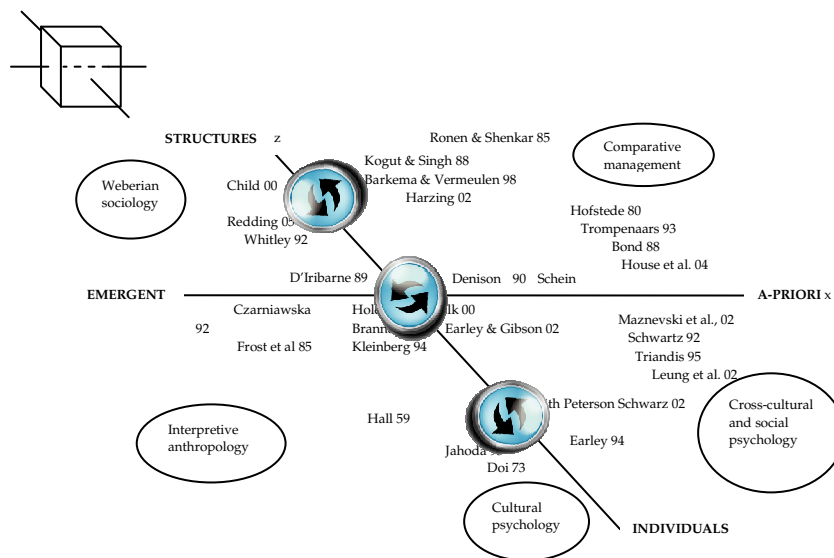 STRUCTURES z
Ronen & Shenkar 85
Comparative
management
Kogut & Singh 88
Barkema & Vermeulen 98
Harzing 02
Weberian
sociology
Child 00
Redding
Whitley 92
Hofstede 80
Trompenaars 93
Bond 88
House et al. 04
D'Iribarne 89
Denison 90 Schein
EMERGENT
A-PRIORI x
Czarniawska
92
Frost et al 85
00
Earley & Gibson 02
Kleinberg 94
Maznevski et al., 02
Schwartz 92
Triandis 95
Leung et al. 02
Peterson Schwarz 02
Cross-cultural
and social
psychology
Interpretive
anthropology
Hall 59
Earley 94
Jahoda
Doi 73
Cultural
psychology
INDIVIDUALS